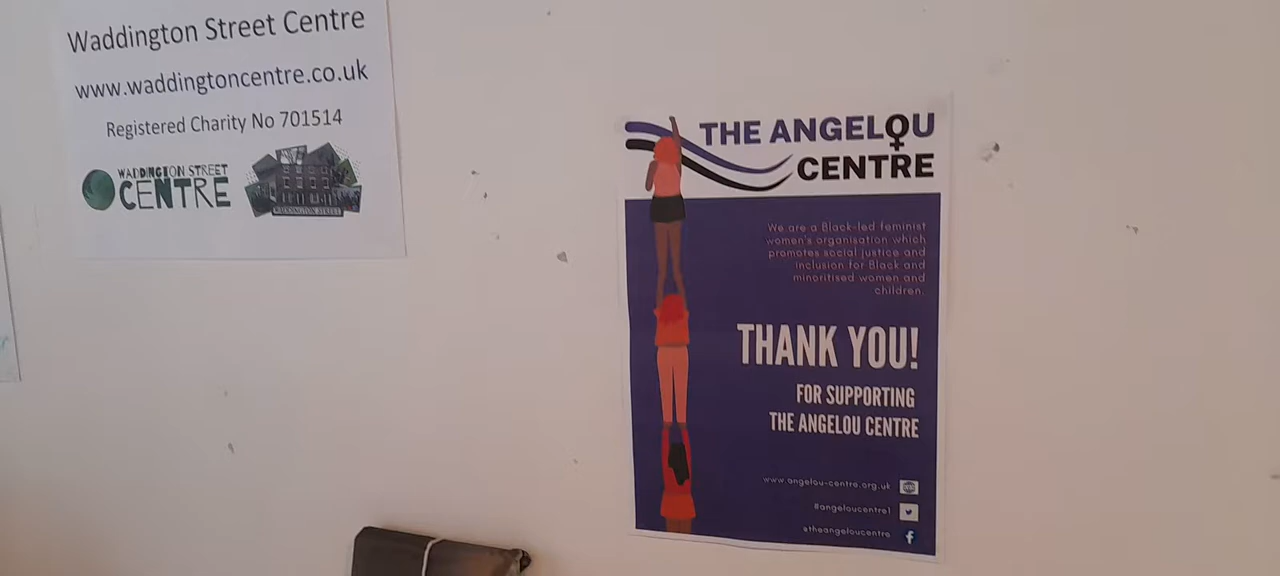 Waddington Street Centre
www.waddingtoncentre.co.uk
Registered Charity No 701514
WADDINGTON STREET
CENTRE
WADDINGTON STREET
THE ANGELOU
CENTRE
We are a Black-led feminist
women's organisation which
promotes social justice and
inclusion for Black and
minoritised women and
children.
THANK YOU!
FOR SUPPORTING
THE ANGELOU CENTRE
www.angelou-centre.org.uk
@angeloucentre1
@theangeloucentre